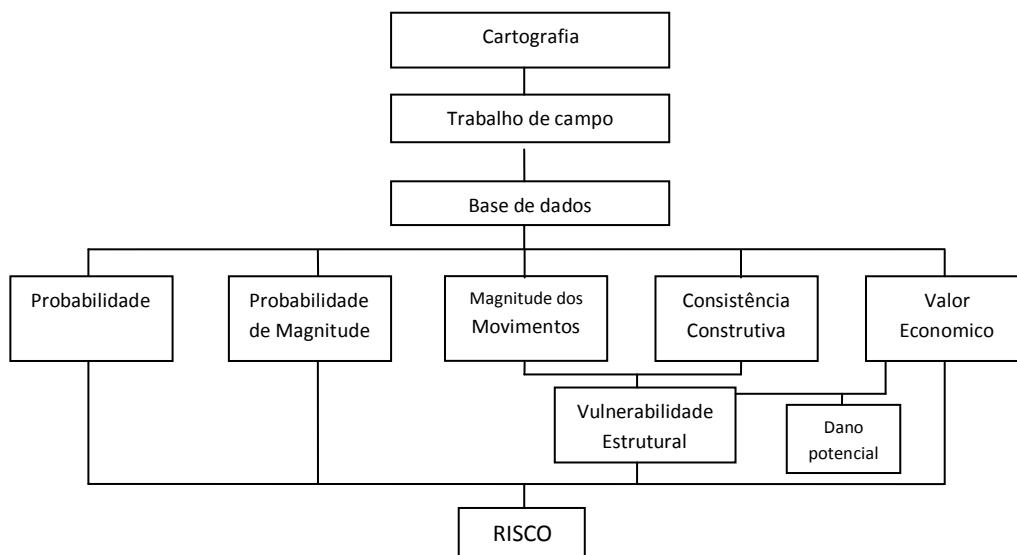 Cartografia
Trabalho de campo
Base de dados
Probabilidade
Probabilidade
de Magnitude
Magnitude dos
Movimentos
Consistência
Construtiva
Valor
Economico
Vulnerabilidade
Estrutural
Dano
potencial
RISCO